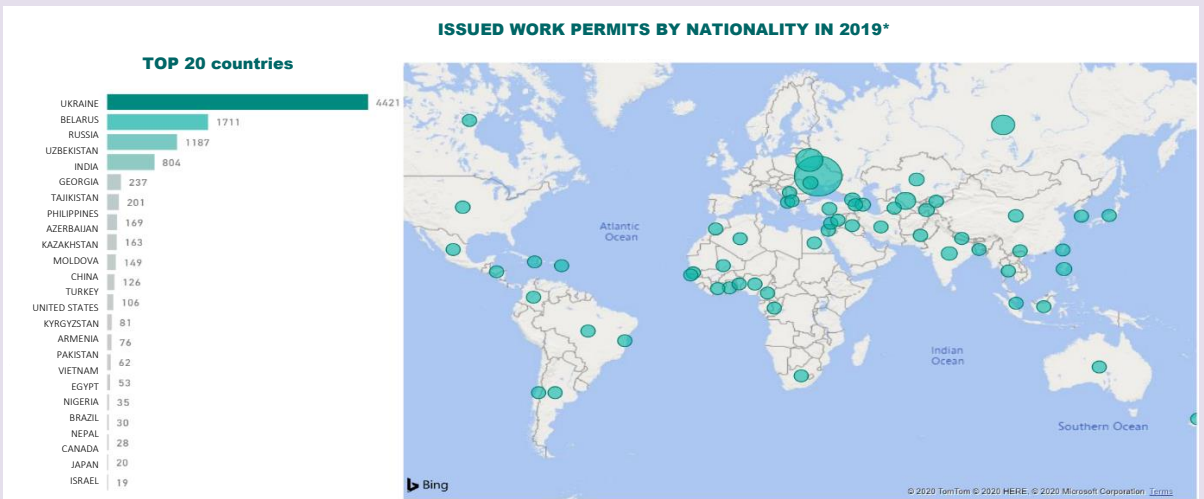 ISSUED WORK PERMITS BY NATIONALITY IN 2019*
TOP 20 countries
UKRAINE
BELARUS
RUSSIA
UZBEKISTAN
INDIA
GEORGIA
TAJIKISTAN
PHILIPPINES
AZERBAIJAN
KAZAKHSTAN
MOLDOVA
CHINA
TURKEY
UNITED STATES
KYRGYZSTAN
ARMENIA
PAKISTAN
VIETNAM
EGYPT
NIGERIA
BRAZIL
NEPAL
CANADA
JAPAN
ISRAEL
4421
1711
1187
804
237
201
169
163
149
126
106
81
76
62
53
35
30
28
20
19
Atlantic
Ocean
Indian
Ocean
Southern Ocean
Bing
© 2020 TomTom © 2020 HERE, © 2020 Microsoft Corporation Terms